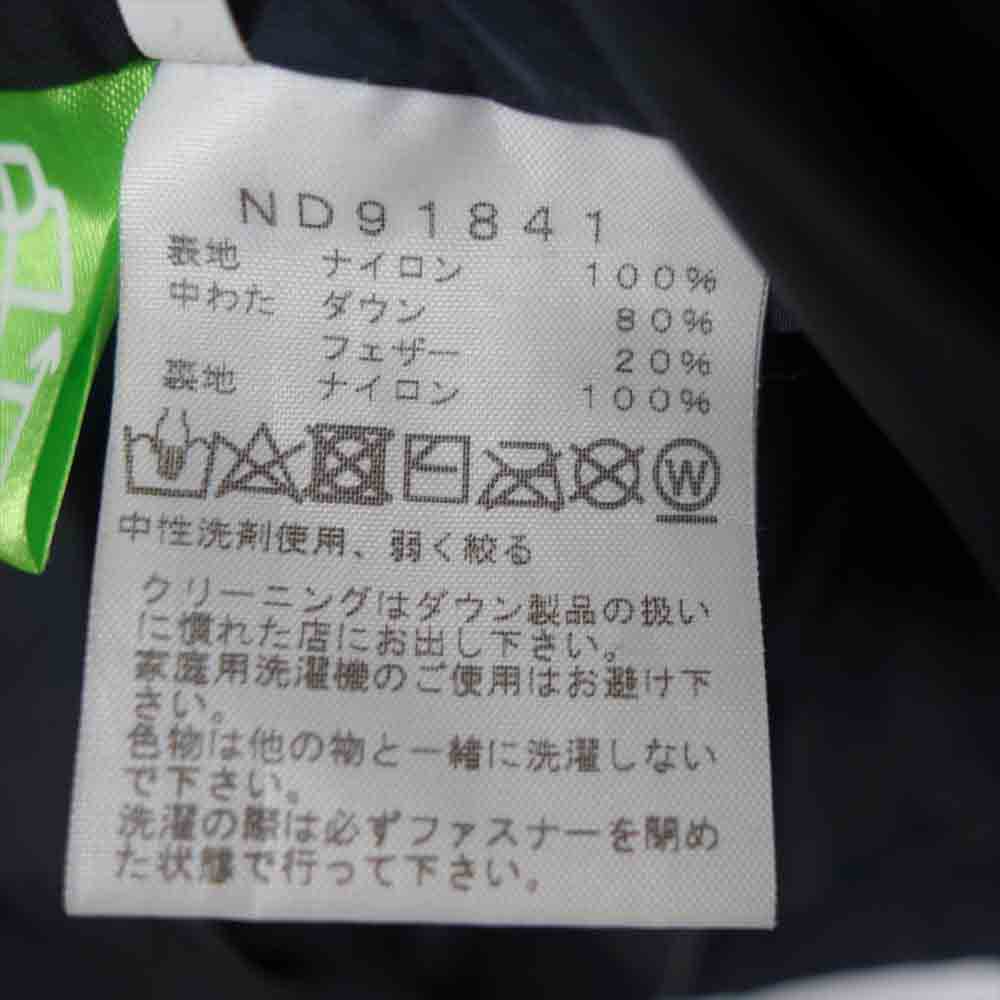 ND91841
表地 ナイロン 100%
中わた ダウン 80%
フェザー 20%
裏地 ナイロン 100%
W
中性洗剤使用、弱く絞る
クリーニングはダウン製品の扱い
に慣れた店にお出し下さい。
家庭用洗濯機のご使用はお避け下
さい。
色物は他の物と一緒に洗濯しない
で下さい。
洗濯の際は必ずファスナーを閉め
た状態で行って下さい。